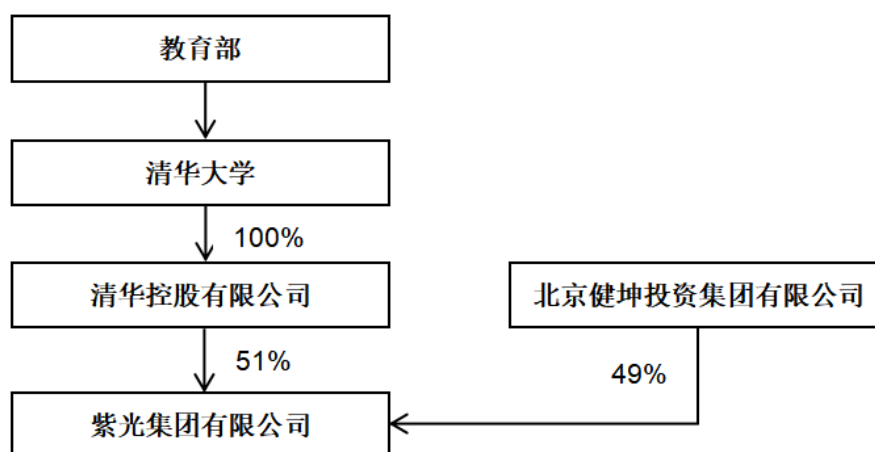 教育部
清华大学
100%
清华控股有限公司
北京健坤投资集团有限公司
51%
49%
紫光集团有限公司